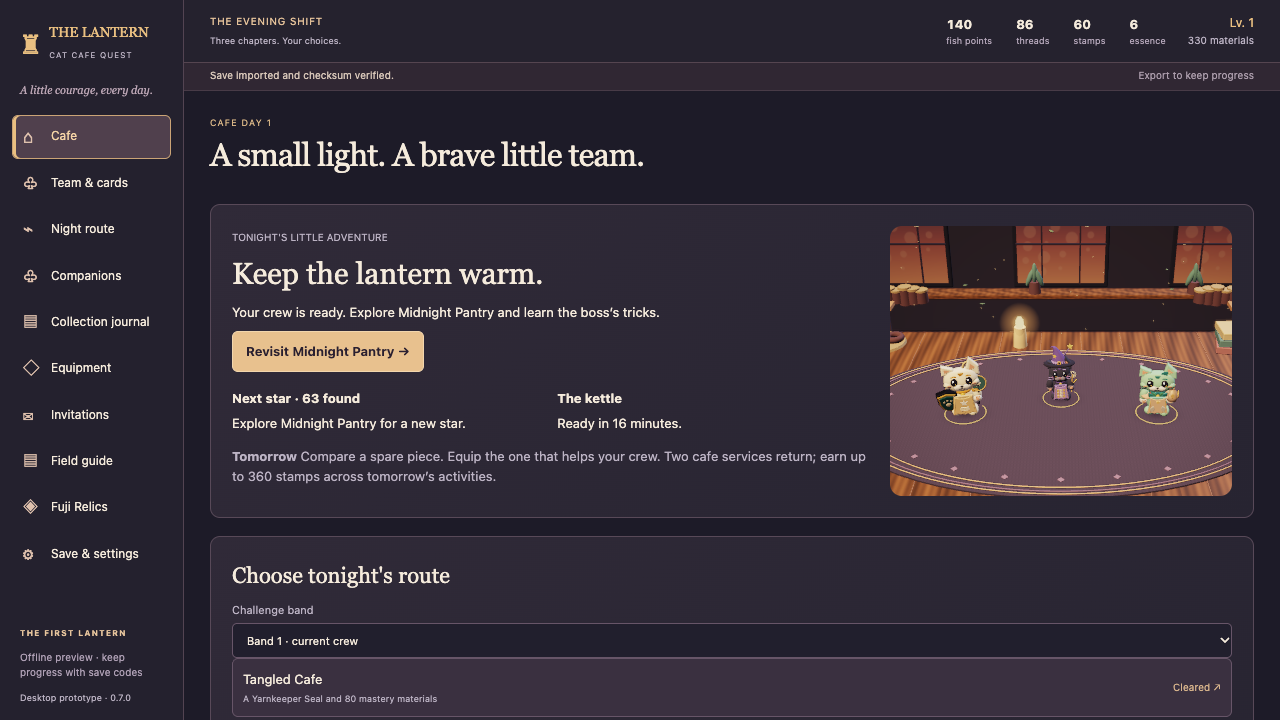 THE LANTERN
CAT CAFE QUEST
A little courage, every day.
Cafe
Team & cards
Night route
Companions
Collection journal
Equipment
Invitations
Field guide
Fuji Relics
Save & settings
THE FIRST LANTERN
Offline preview · keep
progress with save codes
Desktop prototype · 0.7.0
THE EVENING SHIFT
Three chapters. Your choices.
140
fish points
86
threads
60
stamps
6
essence
Lv. 1
330 materials
Save imported and checksum verified.
Export to keep progress
CAFE DAY 1
A small light. A brave little team.
TONIGHT'S LITTLE ADVENTURE
Keep the lantern warm.
Your crew is ready. Explore Midnight Pantry and learn the boss’s tricks.
Revisit Midnight Pantry →
Next star · 63 found
Explore Midnight Pantry for a new star.
The kettle
Ready in 16 minutes.
Tomorrow Compare a spare piece. Equip the one that helps your crew. Two cafe services return; earn up
to 360 stamps across tomorrow’s activities.
Choose tonight's route
Challenge band
Band 1 · current crew
Tangled Cafe
A Yarnkeeper Seal and 80 mastery materials
Cleared ↗